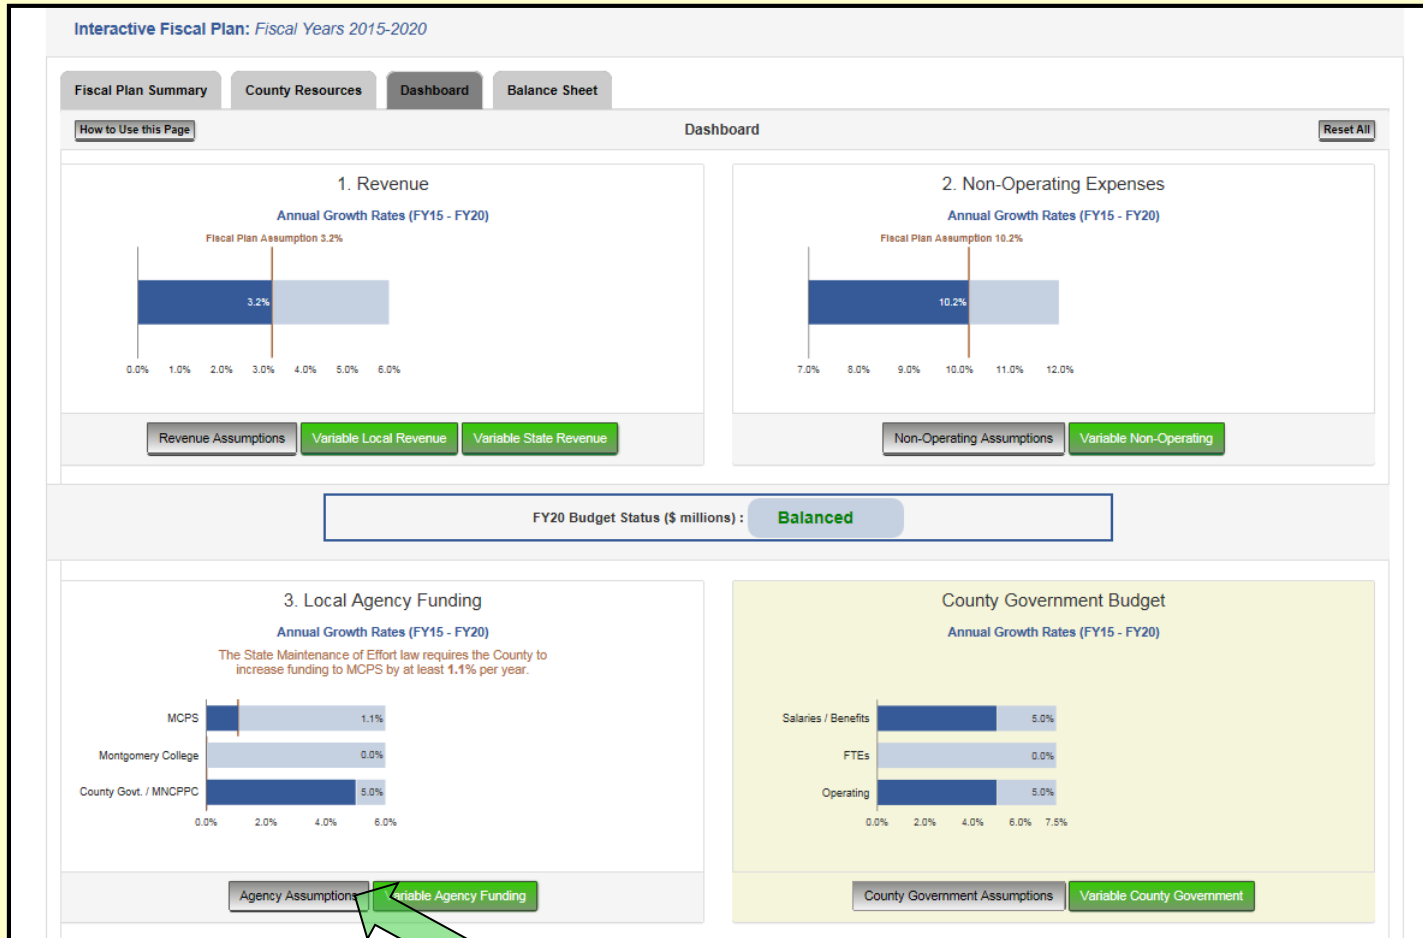 Interactive Fiscal Plan: Fiscal Years 2015-2020
Fiscal Plan Summary
County Resources
Dashboard
Balance Sheet
How to Use this Page
Dashboard
Reset All
1. Revenue
Annual Growth Rates (FY15 - FY20)
Fiscal Plan Assumption 3.2%
3.2%
0.0% 1.0% 2.0% 3.0% 4.0% 5.0% 6.0%
Revenue Assumptions
Variable Local Revenue
Variable State Revenue
2. Non-Operating Expenses
Annual Growth Rates (FY15 - FY20)
Fiscal Plan Assumption 10.2%
10.2%
7.0% 8.0% 9.0% 10.0% 11.0% 12.0%
Non-Operating Assumptions
Variable Non-Operating
FY20 Budget Status ($ millions) : Balanced
3. Local Agency Funding
Annual Growth Rates (FY15 - FY20)
The State Maintenance of Effort law requires the County to
increase funding to MCPS by at least 1.1% per year.
MCPS 1.1%
Montgomery College 0.0%
County Govt. / MNCPPC 5.0%
0.0% 2.0% 4.0% 6.0%
Agency Assumptions
Variable Agency Funding
County Government Budget
Annual Growth Rates (FY15 - FY20)
Salaries / Benefits 5.0%
FTEs 0.0%
Operating 5.0%
0.0% 2.0% 4.0% 6.0% 7.5%
County Government Assumptions
Variable County Government